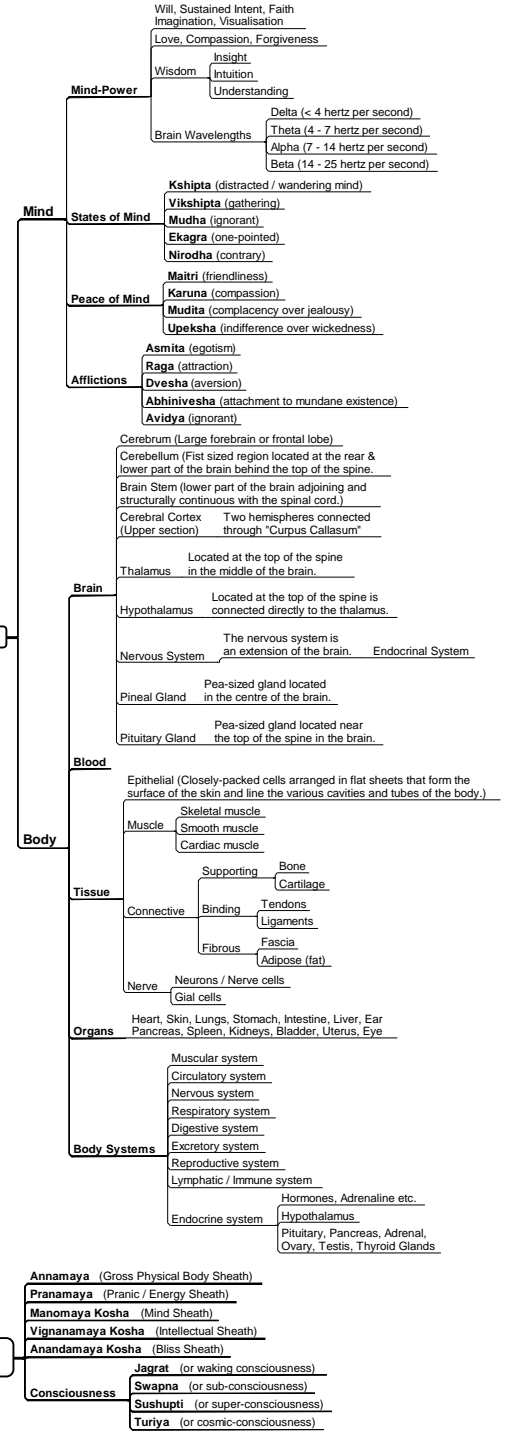 Mind
Mind-Power
Will, Sustained Intent, Faith
Imagination, Visualisation
Love, Compassion, Forgiveness
Wisdom
Insight
Intuition
Understanding
Brain Wavelengths
Delta (< 4 hertz per second)
Theta (4 - 7 hertz per second)
Alpha (7 - 14 hertz per second)
Beta (14 - 25 hertz per second)
States of Mind
Kshipta (distracted / wandering mind)
Vikshipta (gathering)
Mudha (ignorant)
Ekagra (one-pointed)
Nirodha (contrary)
Peace of Mind
Maitri (friendliness)
Karuna (compassion)
Mudita (complacency over jealousy)
Upeksha (indifference over wickedness)
Afflictions
Asmita (egotism)
Raga (attraction)
Dvesha (aversion)
Abhinivesha (attachment to mundane existence)
Avidya (ignorant)
Body
Brain
Cerebrum (Large forebrain or frontal lobe)
Cerebellum (Fist sized region located at the rear &
lower part of the brain behind the top of the spine.
Brain Stem (lower part of the brain adjoining and
structurally continuous with the spinal cord.)
Cerebral Cortex
(Upper section)
Two hemispheres connected
through "Curpus Callasum"
Thalamus
Located at the top of the spine
in the middle of the brain.
Hypothalamus
Located at the top of the spine is
connected directly to the thalamus.
Nervous System
The nervous system is
an extension of the brain.
Endocrinal System
Pineal Gland
Pea-sized gland located
in the centre of the brain.
Pituitary Gland
Pea-sized gland located near
the top of the spine in the brain.
Blood
Tissue
Epithelial (Closely-packed cells arranged in flat sheets that form the
surface of the skin and line the various cavities and tubes of the body.)
Muscle
Skeletal muscle
Smooth muscle
Cardiac muscle
Connective
Supporting
Bone
Cartilage
Binding
Tendons
Ligaments
Fibrous
Fascia
Adipose (fat)
Nerve
Neurons / Nerve cells
Gial cells
Organs
Heart, Skin, Lungs, Stomach, Intestine, Liver, Ear
Pancreas, Spleen, Kidneys, Bladder, Uterus, Eye
Body Systems
Muscular system
Circulatory system
Nervous system
Respiratory system
Digestive system
Excretory system
Reproductive system
Lymphatic / Immune system
Endocrine system
Hormones, Adrenaline etc.
Hypothalamus
Pituitary, Pancreas, Adrenal,
Ovary, Testis, Thyroid Glands
Annamaya (Gross Physical Body Sheath)
Pranamaya (Pranic / Energy Sheath)
Manomaya Kosha (Mind Sheath)
Vignanamaya Kosha (Intellectual Sheath)
Anandamaya Kosha (Bliss Sheath)
Consciousness
Jagrat (or waking consciousness)
Swapna (or sub-consciousness)
Sushupti (or super-consciousness)
Turiya (or cosmic-consciousness)